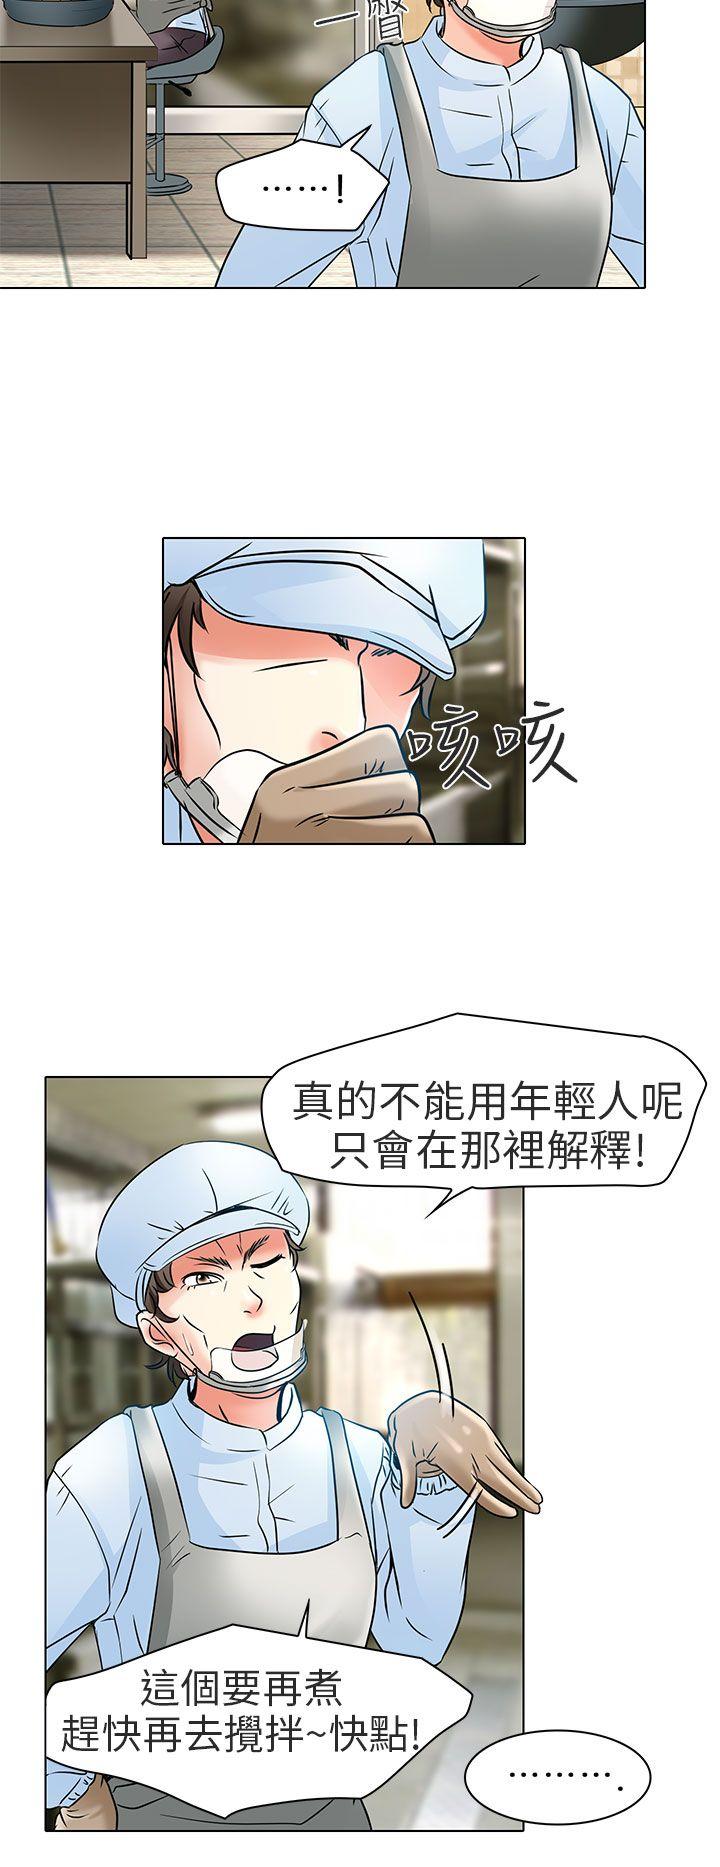 一瞥
……!
咳咳
真的不能用年輕人呢
只會在那裡解釋!
這個要再煮
趕快再去攪拌~快點!
……….